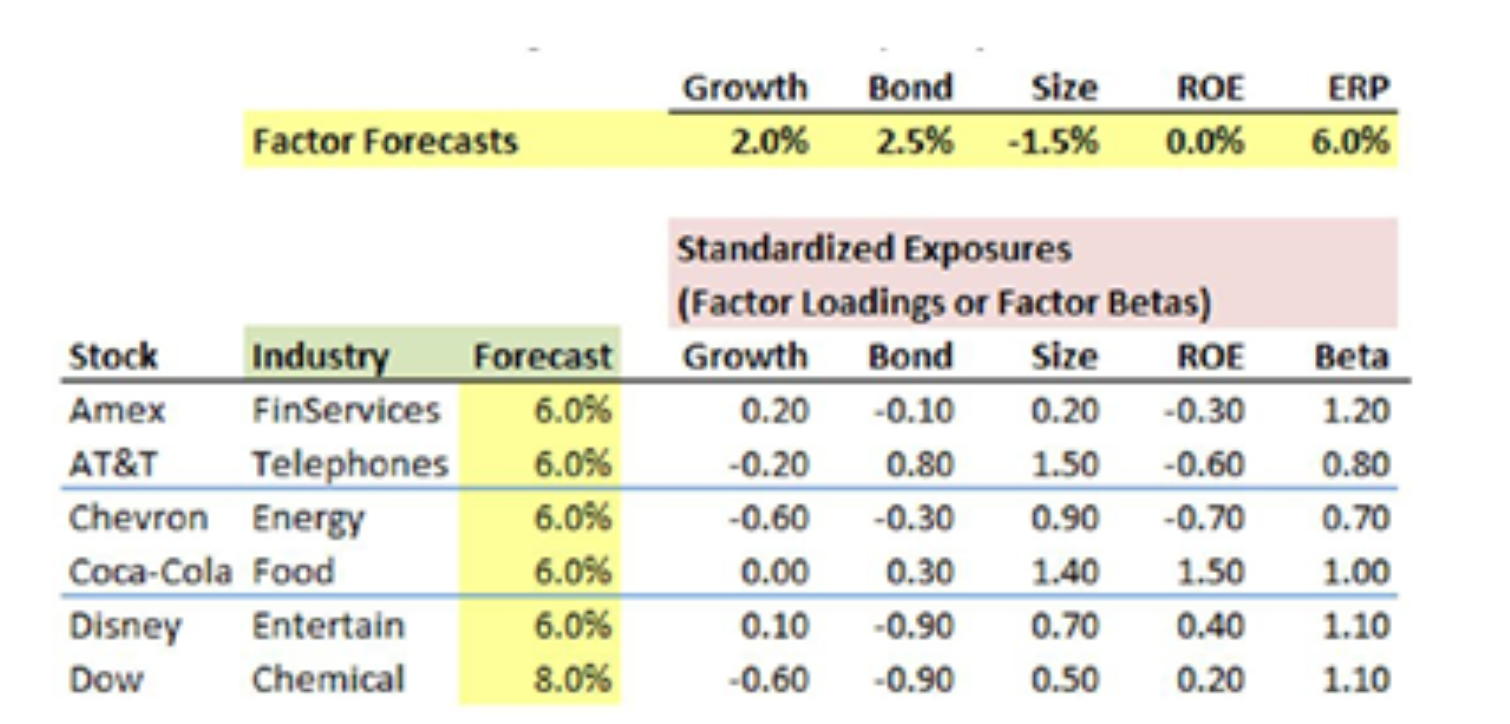 Growth Bond Size ROE ERP
Factor Forecasts 2.0% 2.5% -1.5% 0.0% 6.0%
Standardized Exposures
(Factor Loadings or Factor Betas)
Stock Industry Forecast Growth Bond Size ROE Beta
Amex FinServices 6.0% 0.20 -0.10 0.20 -0.30 1.20
AT&T Telephones 6.0% -0.20 0.80 1.50 -0.60 0.80
Chevron Energy 6.0% -0.60 -0.30 0.90 -0.70 0.70
Coca-Cola Food 6.0% 0.00 0.30 1.40 1.50 1.00
Disney Entertain 6.0% 0.10 -0.90 0.70 0.40 1.10
Dow Chemical 8.0% -0.60 -0.90 0.50 0.20 1.10